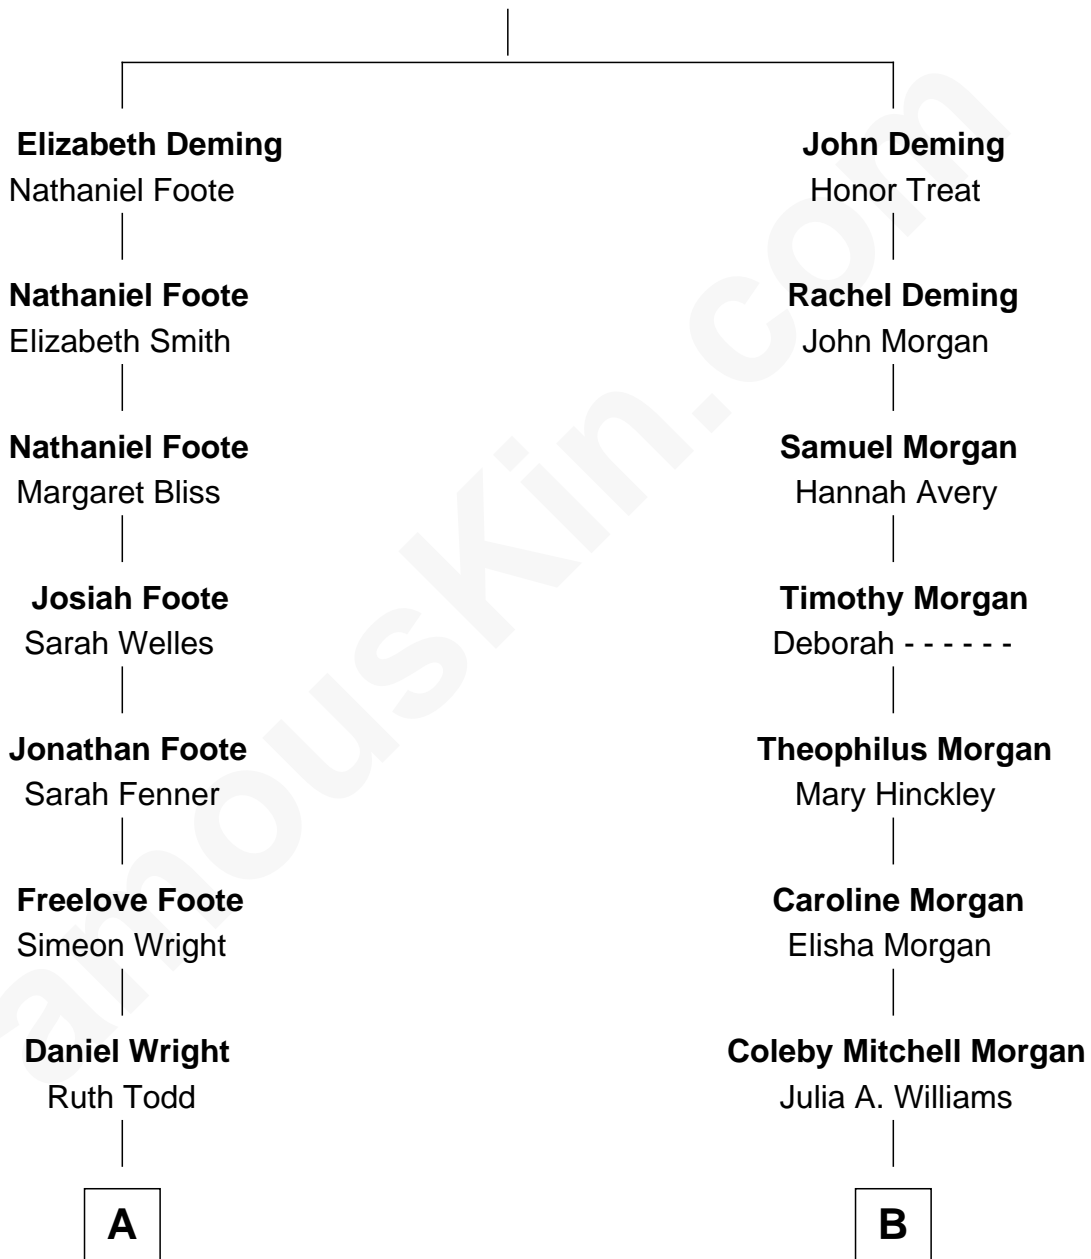 Elizabeth Deming
Nathaniel Foote
John Deming
Honor Treat
Nathaniel Foote
Elizabeth Smith
Rachel Deming
John Morgan
Nathaniel Foote
Margaret Bliss
Samuel Morgan
Hannah Avery
Josiah Foote
Sarah Welles
Timothy Morgan
Deborah - - - - - -
Jonathan Foote
Sarah Fenner
Theophilus Morgan
Mary Hinckley
Freelove Foote
Simeon Wright
Caroline Morgan
Elisha Morgan
Daniel Wright
Ruth Todd
Coleby Mitchell Morgan
Julia A. Williams
A
B
amousKin.com